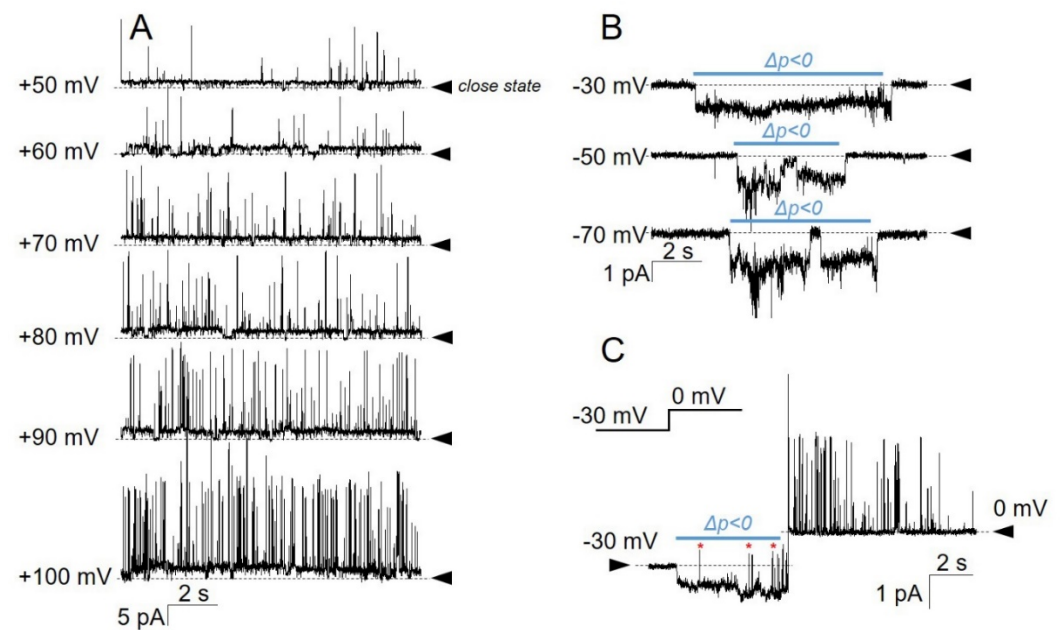 A
+50 mV
close state
+60 mV
+70 mV
+80 mV
+90 mV
+100 mV
2 s
5 pA
B
Δp<0
-30 mV
Δp<0
-50 mV
Δp<0
-70 mV
2 s
1 pA
C
0 mV
-30 mV
Δp<0
-30 mV
* * *
0 mV
2 s
1 pA